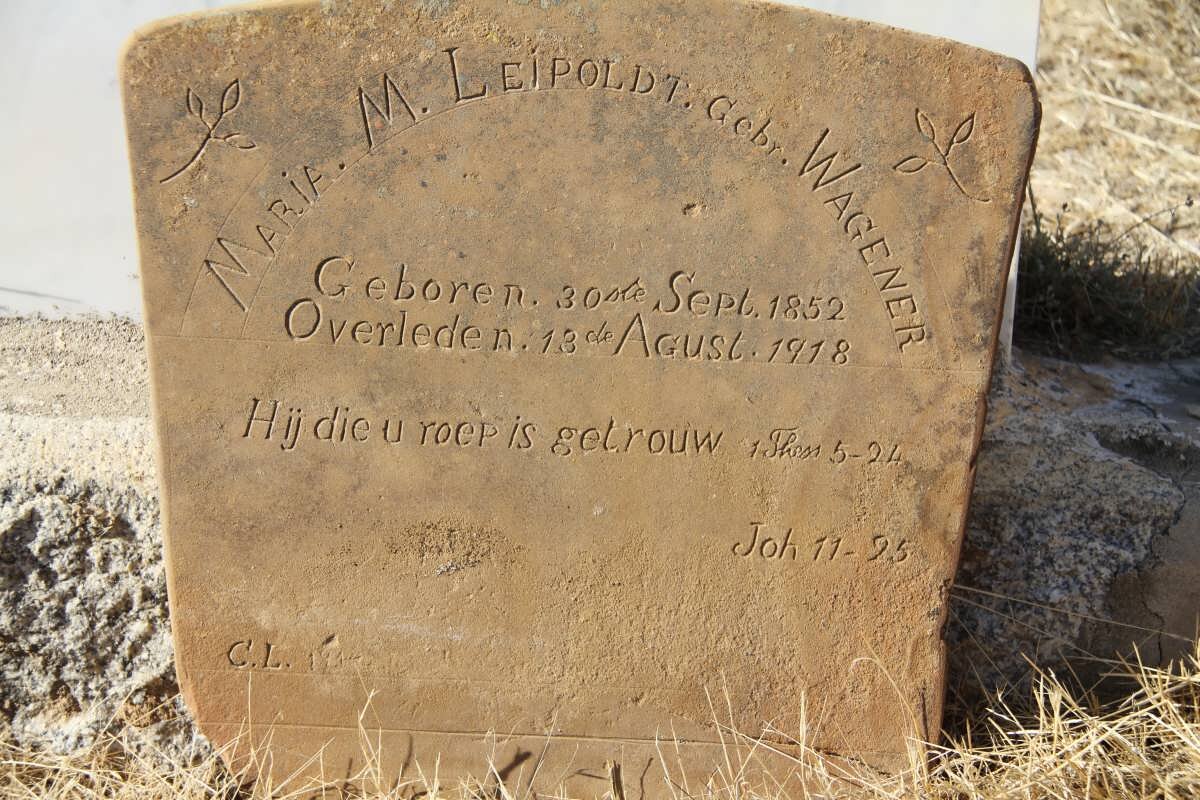 MARIA. M. LEIPOLDT. Gebr. WAGENER
Geboren. 30ste Sept. 1852
Overleden. 13de Agust. 1918
Hij die u roep is getrouw 1 Thess 5-24
Joh 11-25
C.L.